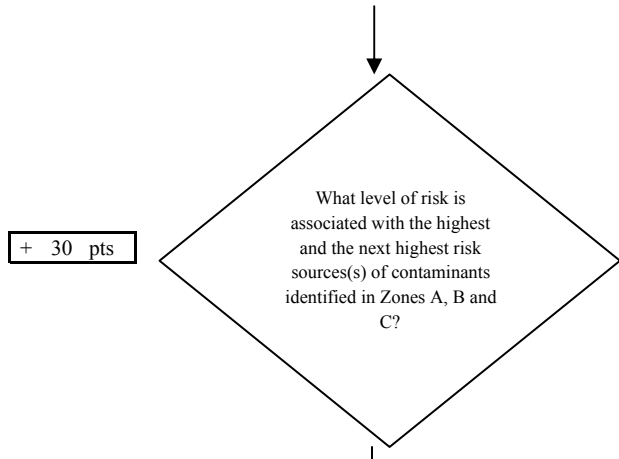 + 30 pts
What level of risk is
associated with the highest
and the next highest risk
sources(s) of contaminants
identified in Zones A, B and
C?